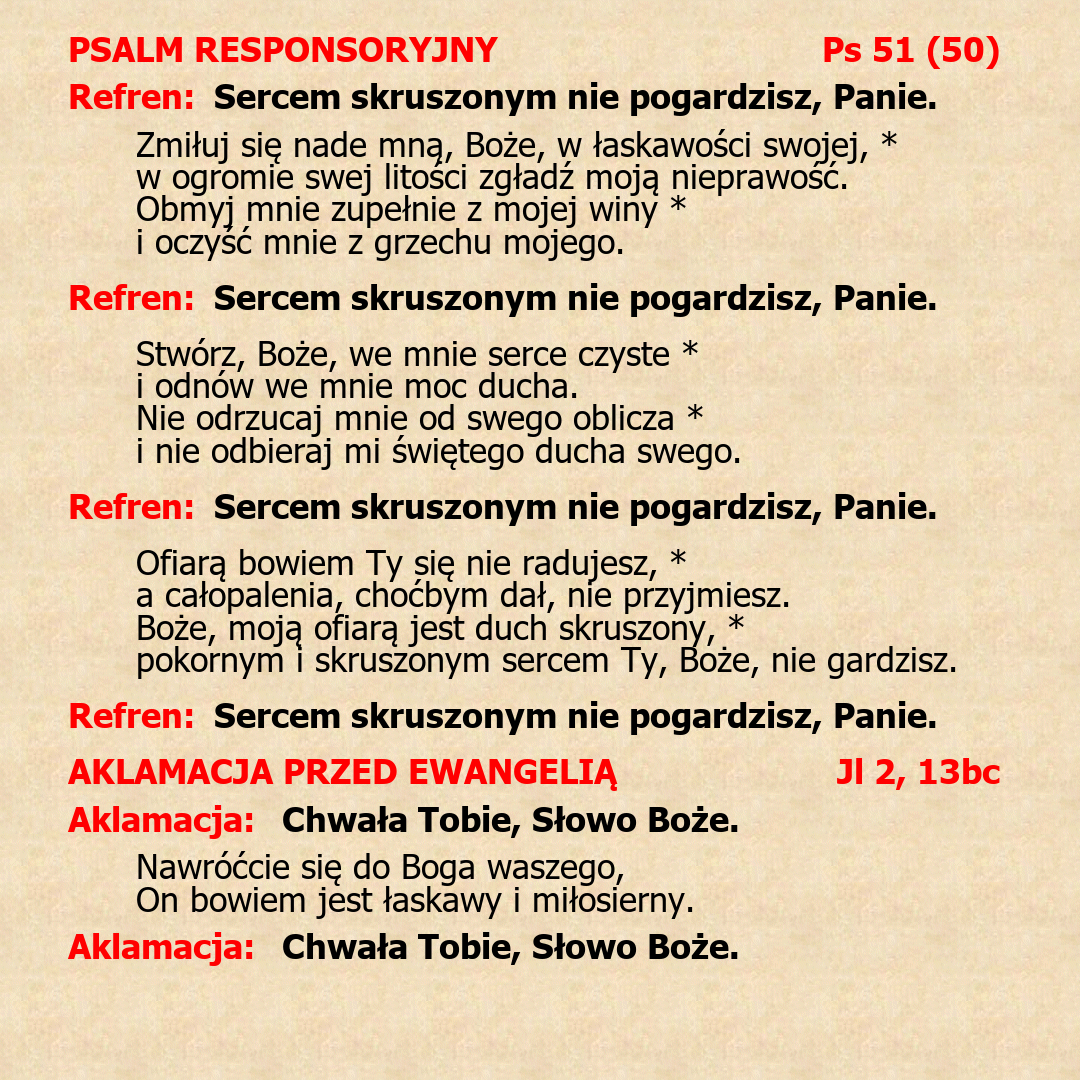 PSALM RESPONSORYJNY Ps 51 (50)
Refren: Sercem skruszonym nie pogardzisz, Panie.
Zmiłuj się nade mną, Boże, w łaskawości swojej, *
w ogromie swej litości zgładź moją nieprawość.
Obmyj mnie zupełnie z mojej winy *
i oczyść mnie z grzechu mojego.
Refren: Sercem skruszonym nie pogardzisz, Panie.
Stwórz, Boże, we mnie serce czyste *
i odnów we mnie moc ducha.
Nie odrzucaj mnie od swego oblicza *
i nie odbieraj mi świętego ducha swego.
Refren: Sercem skruszonym nie pogardzisz, Panie.
Ofiarą bowiem Ty się nie radujesz, *
a całopalenia, choćbym dał, nie przyjmiesz.
Boże, moją ofiarą jest duch skruszony, *
pokornym i skruszonym sercem Ty, Boże, nie gardzisz.
Refren: Sercem skruszonym nie pogardzisz, Panie.
AKLAMACJA PRZED EWANGELIĄ Jl 2, 13bc
Aklamacja: Chwała Tobie, Słowo Boże.
Nawróćcie się do Boga waszego,
On bowiem jest łaskawy i miłosierny.
Aklamacja: Chwała Tobie, Słowo Boże.